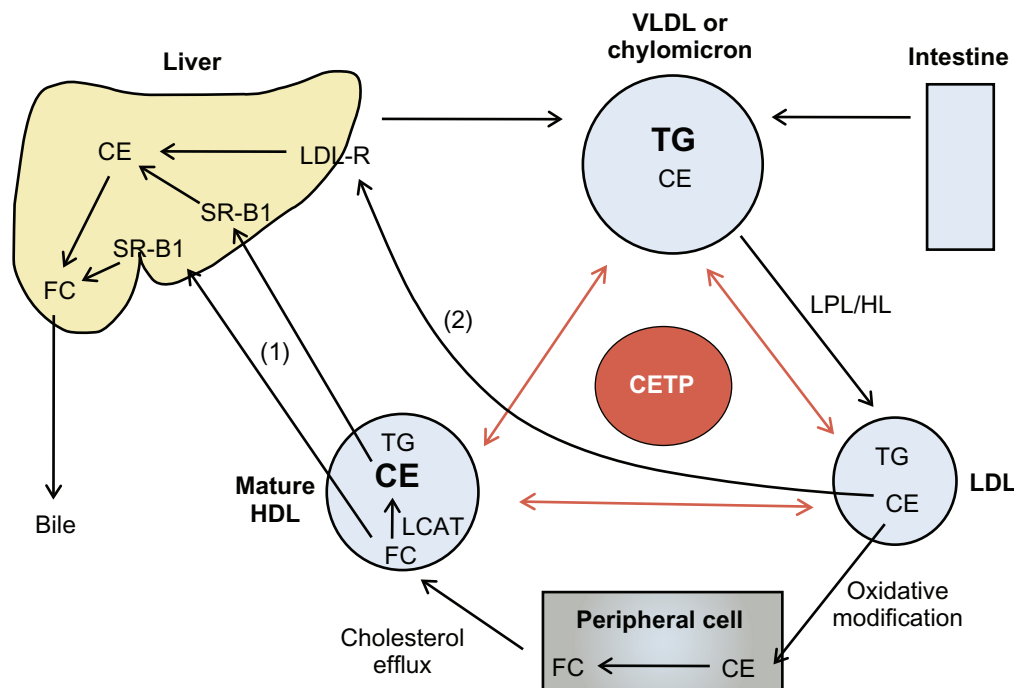 VLDL or
chylomicron
Liver
Intestine
TG
CE
CE
LDL-R
SR-B1
SR-B1
FC
(2)
LPL/HL
(1)
CETP
TG
CE
LCAT
FC
Mature
HDL
TG
CE
LDL
Bile
Oxidative
modification
Cholesterol
efflux
Peripheral cell
FC
CE